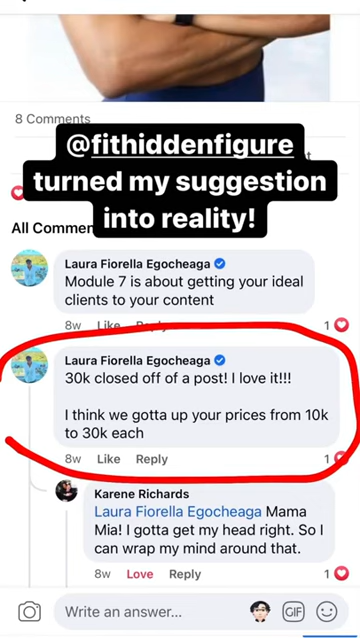 8 Comments
@fithiddenfigure
turned my suggestion
into reality!
All Commen
Laura Fiorella Egocheaga
Module 7 is about getting your ideal
clients to your content
8w Like Reply 1
Laura Fiorella Egocheaga
30k closed off of a post! I love it!!!
I think we gotta up your prices from 10k
to 30k each
8w Like Reply 1
Karene Richards
Laura Fiorella Egocheaga Mama
Mia! I gotta get my head right. So I
can wrap my mind around that.
8w Love Reply 1
Write an answer... GIF